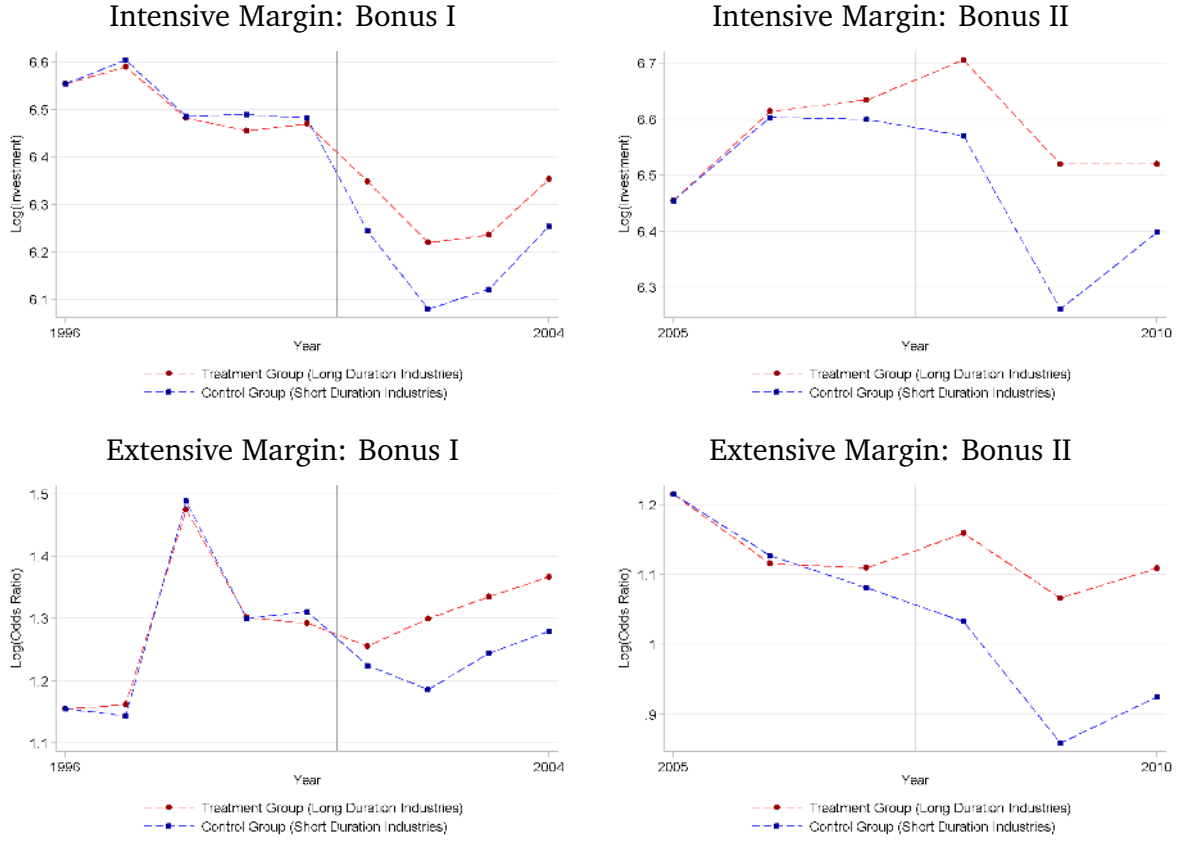 Intensive Margin: Bonus I
6.6
6.5
6.4
6.3
6.2
6.1
Log(Investment)
1996
2004
Year
Treatment Group (Long Duration Industries)
Control Group (Short Duration Industries)
Intensive Margin: Bonus II
6.7
6.6
6.5
6.4
6.3
Log(Investment)
2005
2010
Year
Treatment Group (Long Duration Industries)
Control Group (Short Duration Industries)
Extensive Margin: Bonus I
1.5
1.4
1.3
1.2
1.1
Log(Odds Ratio)
1996
2004
Year
Treatment Group (Long Duration Industries)
Control Group (Short Duration Industries)
Extensive Margin: Bonus II
1.2
1.1
1
.9
Log(Odds Ratio)
2005
2010
Year
Treatment Group (Long Duration Industries)
Control Group (Short Duration Industries)